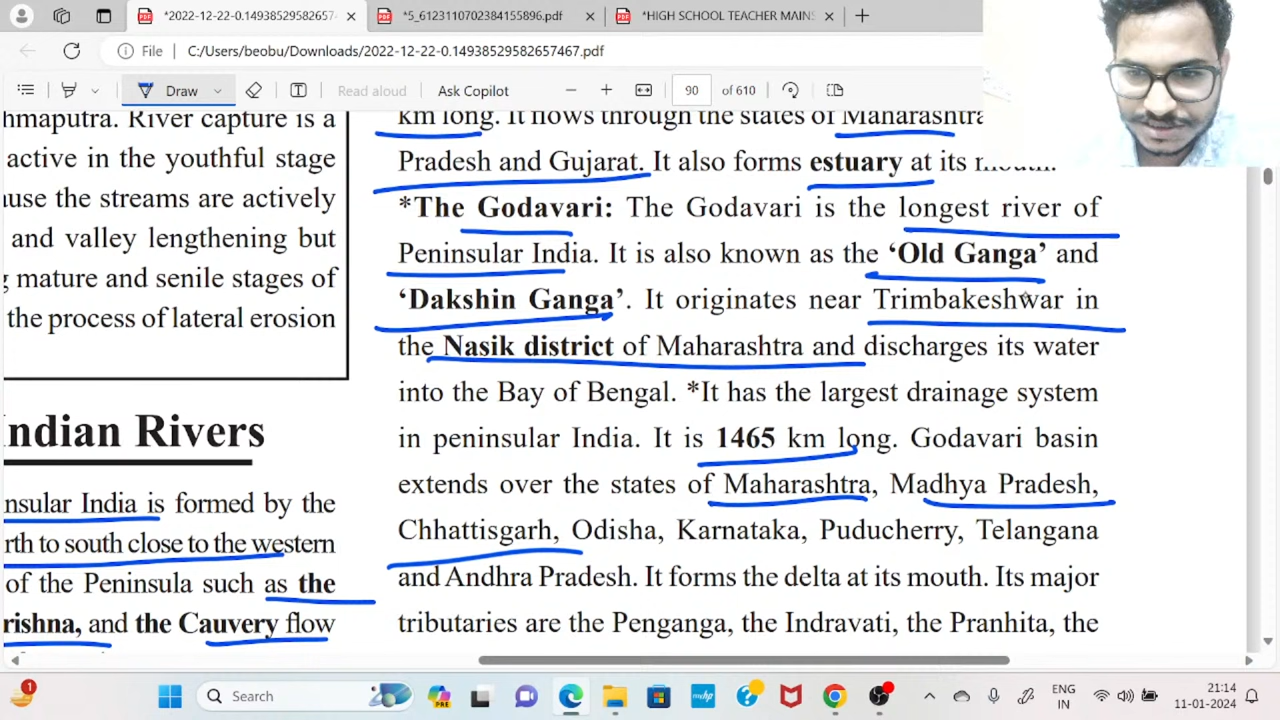 *2022-12-22-0.14938529582657
*5_6123110702384155896.pdf
*HIGH SCHOOL TEACHER MAINS
File C:/Users/beobu/Downloads/2022-12-22-0.14938529582657467.pdf
Draw
Read aloud
Ask Copilot
90 of 610
hmaputra. River capture is a
active in the youthful stage
use the streams are actively
and valley lengthening but
g mature and senile stages of
the process of lateral erosion
ndian Rivers
nsular India is formed by the
rth to south close to the western
of the Peninsula such as the
rishna, and the Cauvery flow
km long. It flows through the states of Maharashtra
Pradesh and Gujarat. It also forms estuary at its mouth.
*The Godavari: The Godavari is the longest river of
Peninsular India. It is also known as the ‘Old Ganga’ and
‘Dakshin Ganga’. It originates near Trimbakeshwar in
the Nasik district of Maharashtra and discharges its water
into the Bay of Bengal. *It has the largest drainage system
in peninsular India. It is 1465 km long. Godavari basin
extends over the states of Maharashtra, Madhya Pradesh,
Chhattisgarh, Odisha, Karnataka, Puducherry, Telangana
and Andhra Pradesh. It forms the delta at its mouth. Its major
tributaries are the Penganga, the Indravati, the Pranhita, the
1
Search
PRE
ENG
IN
21:14
11-01-2024